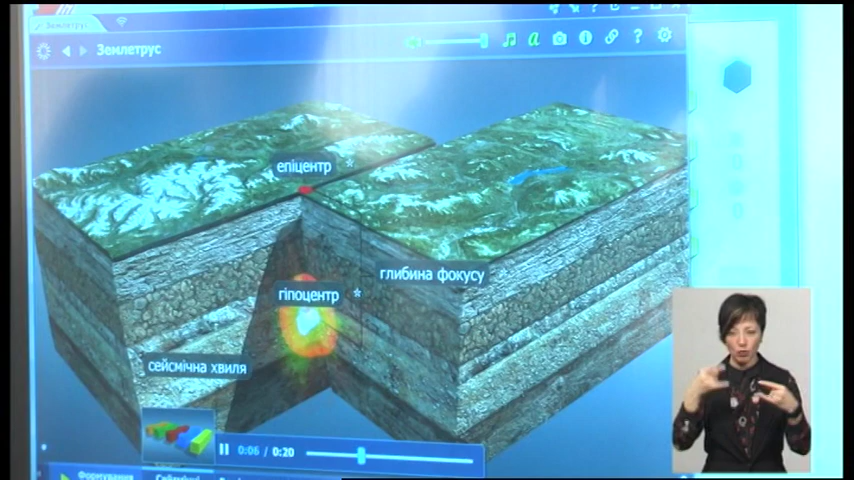 Землетрус
Землетрус
епіцентр *
глибина фокусу *
гіпоцентр *
сейсмічна хвиля
0:06 / 0:20
Формування